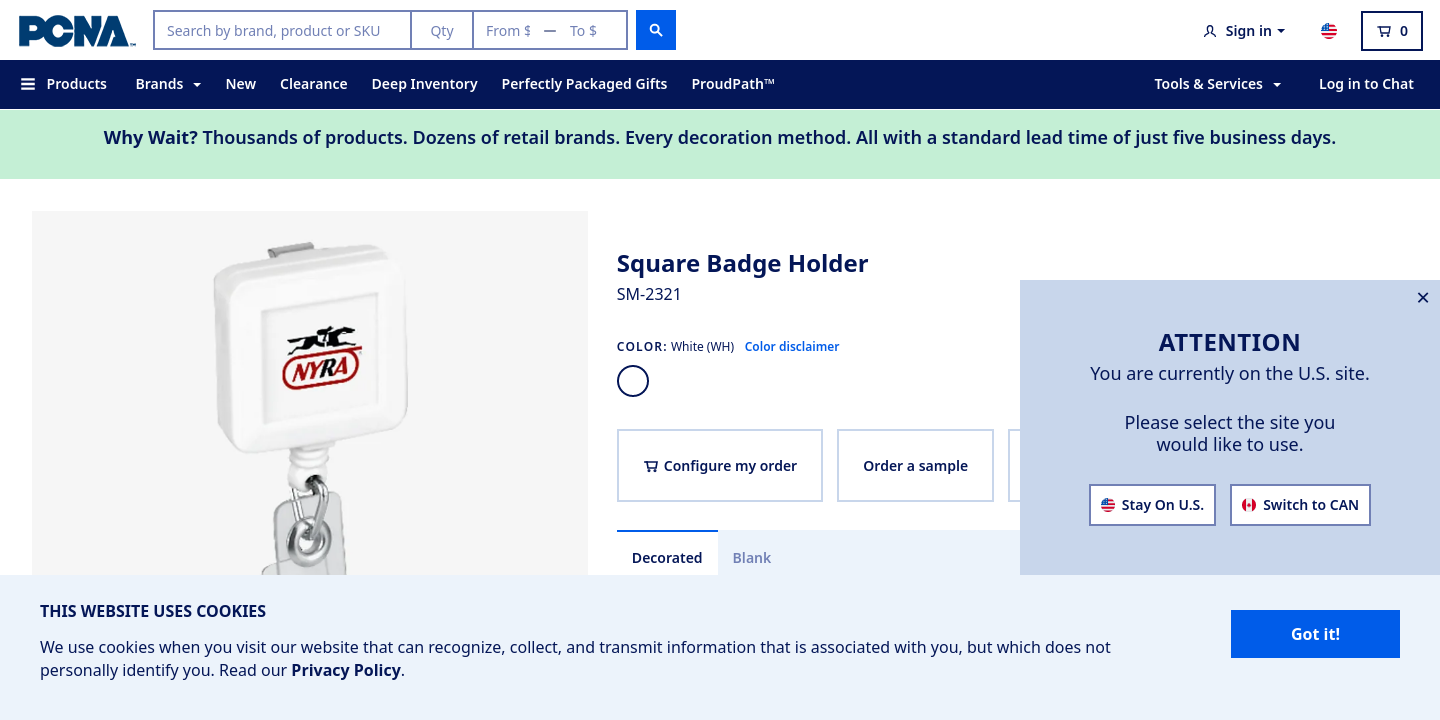 PCNA™
Search by brand, product or SKU
Qty
From $ — To $
Sign in
0
Products
Brands
New
Clearance
Deep Inventory
Perfectly Packaged Gifts
ProudPath™
Tools & Services
Log in to Chat
Why Wait? Thousands of products. Dozens of retail brands. Every decoration method. All with a standard lead time of just five business days.
NYRA
Square Badge Holder
SM-2321
COLOR: White (WH) Color disclaimer
Configure my order
Order a sample
Decorated
Blank
ATTENTION
You are currently on the U.S. site.
Please select the site you
would like to use.
Stay On U.S.
Switch to CAN
THIS WEBSITE USES COOKIES
We use cookies when you visit our website that can recognize, collect, and transmit information that is associated with you, but which does not
personally identify you. Read our Privacy Policy.
Got it!